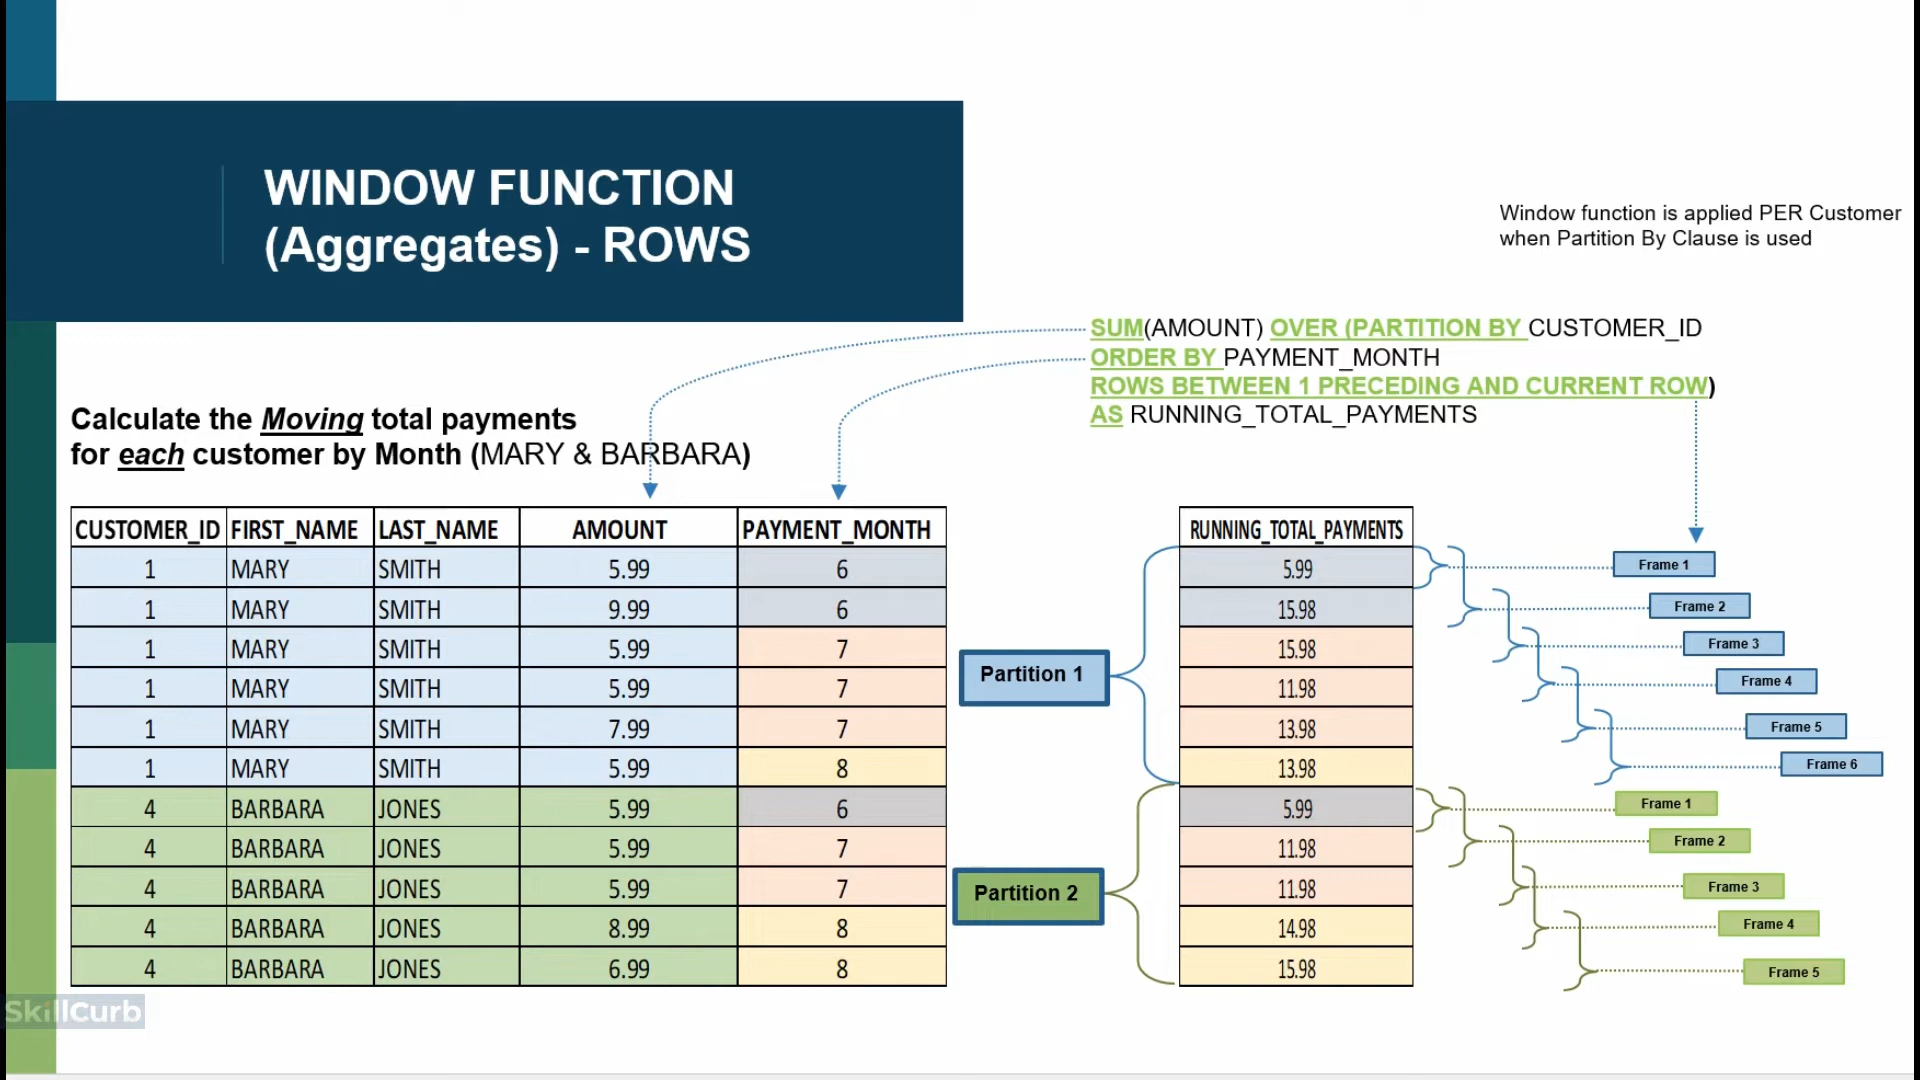 WINDOW FUNCTION
(Aggregates) - ROWS
Window function is applied PER Customer
when Partition By Clause is used
SUM(AMOUNT) OVER (PARTITION BY CUSTOMER_ID
ORDER BY PAYMENT_MONTH
ROWS BETWEEN 1 PRECEDING AND CURRENT ROW)
AS RUNNING_TOTAL_PAYMENTS
Calculate the Moving total payments
for each customer by Month (MARY & BARBARA)
CUSTOMER_ID FIRST_NAME LAST_NAME AMOUNT PAYMENT_MONTH
1 MARY SMITH 5.99 6
1 MARY SMITH 9.99 6
1 MARY SMITH 5.99 7
1 MARY SMITH 5.99 7
1 MARY SMITH 7.99 7
1 MARY SMITH 5.99 8
4 BARBARA JONES 5.99 6
4 BARBARA JONES 5.99 7
4 BARBARA JONES 5.99 7
4 BARBARA JONES 8.99 8
4 BARBARA JONES 6.99 8
Partition 1
Partition 2
RUNNING_TOTAL_PAYMENTS
5.99
15.98
15.98
11.98
13.98
13.98
5.99
11.98
11.98
14.98
15.98
Frame 1
Frame 2
Frame 3
Frame 4
Frame 5
Frame 6
Frame 1
Frame 2
Frame 3
Frame 4
Frame 5
SkillCurb